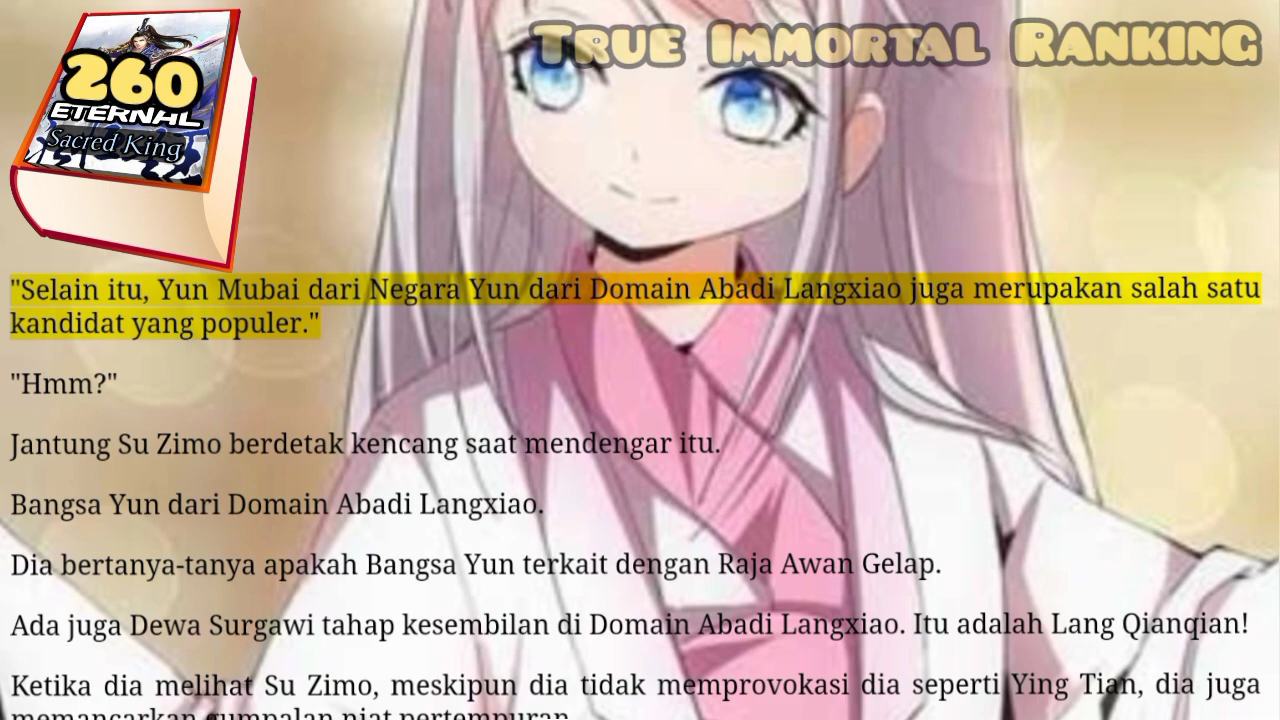 True Immortal Ranking
260
ETERNAL
Sacred King
"Selain itu, Yun Mubai dari Negara Yun dari Domain Abadi Langxiao juga merupakan salah satu
kandidat yang populer."
"Hmm?"
Jantung Su Zimo berdetak kencang saat mendengar itu.
Bangsa Yun dari Domain Abadi Langxiao.
Dia bertanya-tanya apakah Bangsa Yun terkait dengan Raja Awan Gelap.
Ada juga Dewa Surgawi tahap kesembilan di Domain Abadi Langxiao. Itu adalah Lang Qianqian!
Ketika dia melihat Su Zimo, meskipun dia tidak memprovokasi dia seperti Ying Tian, dia juga
memancarkan gumpalan niat pertempuran